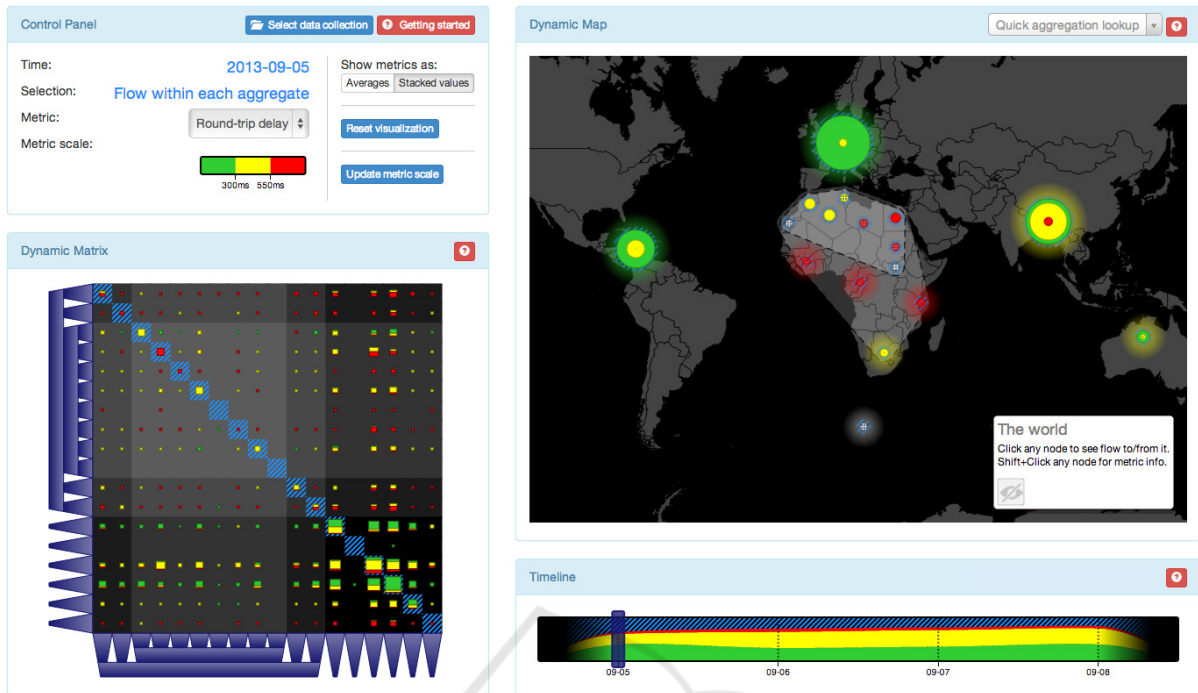 Control Panel
Select data collection
Getting started
Time:
2013-09-05
Selection:
Flow within each aggregate
Metric:
Round-trip delay
Metric scale:
300ms 550ms
Show metrics as:
Averages Stacked values
Reset visualization
Update metric scale
Dynamic Matrix
Dynamic Map
Quick aggregation lookup
The world
Click any node to see flow to/from it.
Shift+Click any node for metric info.
Timeline
09-05 09-06 09-07 09-08